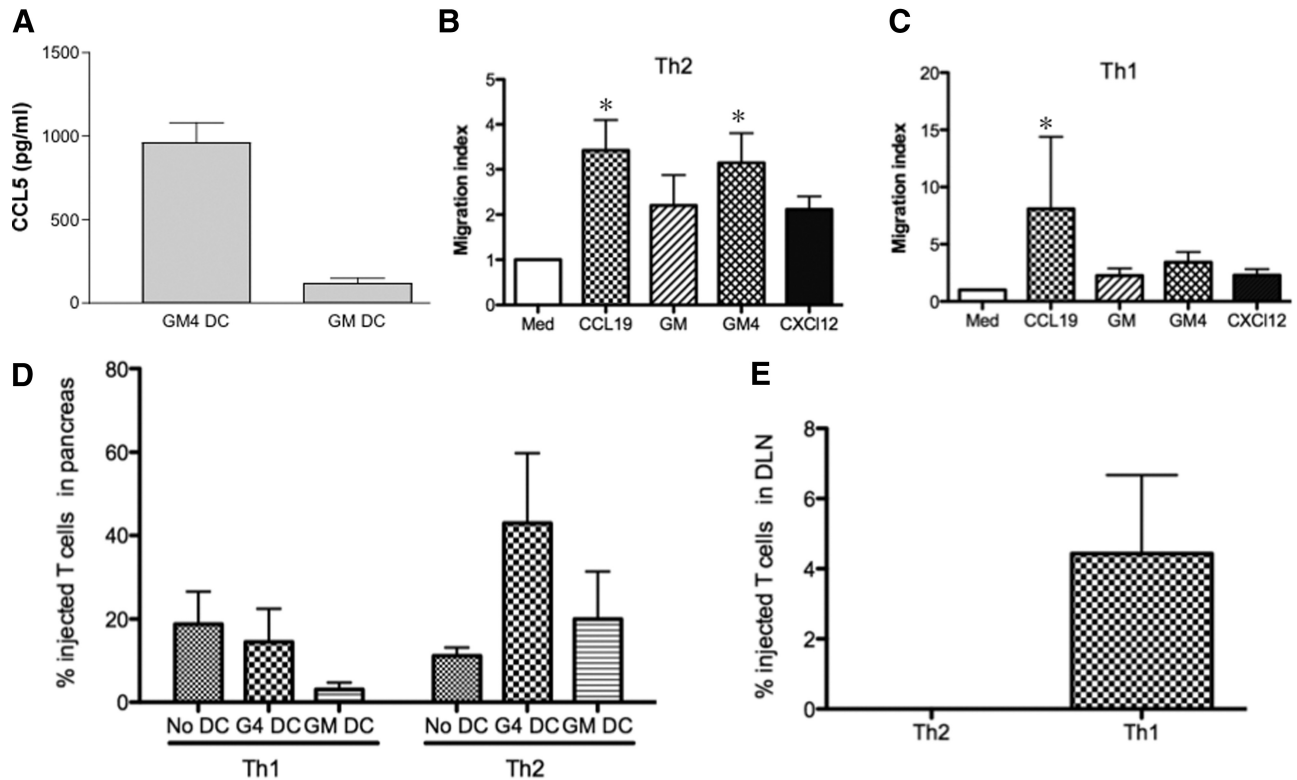 A
1500
1000
500
0
CCL5 (pg/ml)
GM4 DC GM DC
B
Th2
5
4
3
2
1
0
Migration index
*
*
Med CCL19 GM GM4 CXCl12
C
Th1
20
15
10
5
0
Migration index
*
Med CCL19 GM GM4 CXCl12
D
80
60
40
20
0
% injected T cells in pancreas
No DC G4 DC GM DC No DC G4 DC GM DC
Th1 Th2
E
8
6
4
2
0
% injected T cells in DLN
Th2 Th1